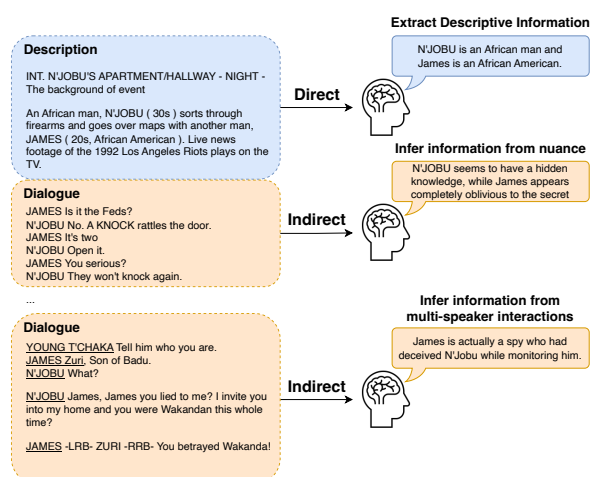 Extract Descriptive Information
Description
N'JOBU is an African man and
James is an African American.
INT. N'JOBU'S APARTMENT/HALLWAY - NIGHT -
The background of event
An African man, N'JOBU ( 30s ) sorts through
firearms and goes over maps with another man,
JAMES ( 20s, African American ). Live news
footage of the 1992 Los Angeles Riots plays on the
TV.
Direct
Infer information from nuance
N'JOBU seems to have a hidden
knowledge, while James appears
completely oblivious to the secret
Dialogue
JAMES Is it the Feds?
N'JOBU No. A KNOCK rattles the door.
JAMES It's two
N'JOBU Open it.
JAMES You serious?
N'JOBU They won't knock again.
Indirect
...
Infer information from
multi-speaker interactions
Dialogue
James is actually a spy who had
deceived N'Jobu while monitoring him.
YOUNG T'CHAKA Tell him who you are.
JAMES Zuri, Son of Badu.
N'JOBU What?
Indirect
N'JOBU James, James you lied to me? I invite you
into my home and you were Wakandan this whole
time?
JAMES -LRB- ZURI -RRB- You betrayed Wakanda!